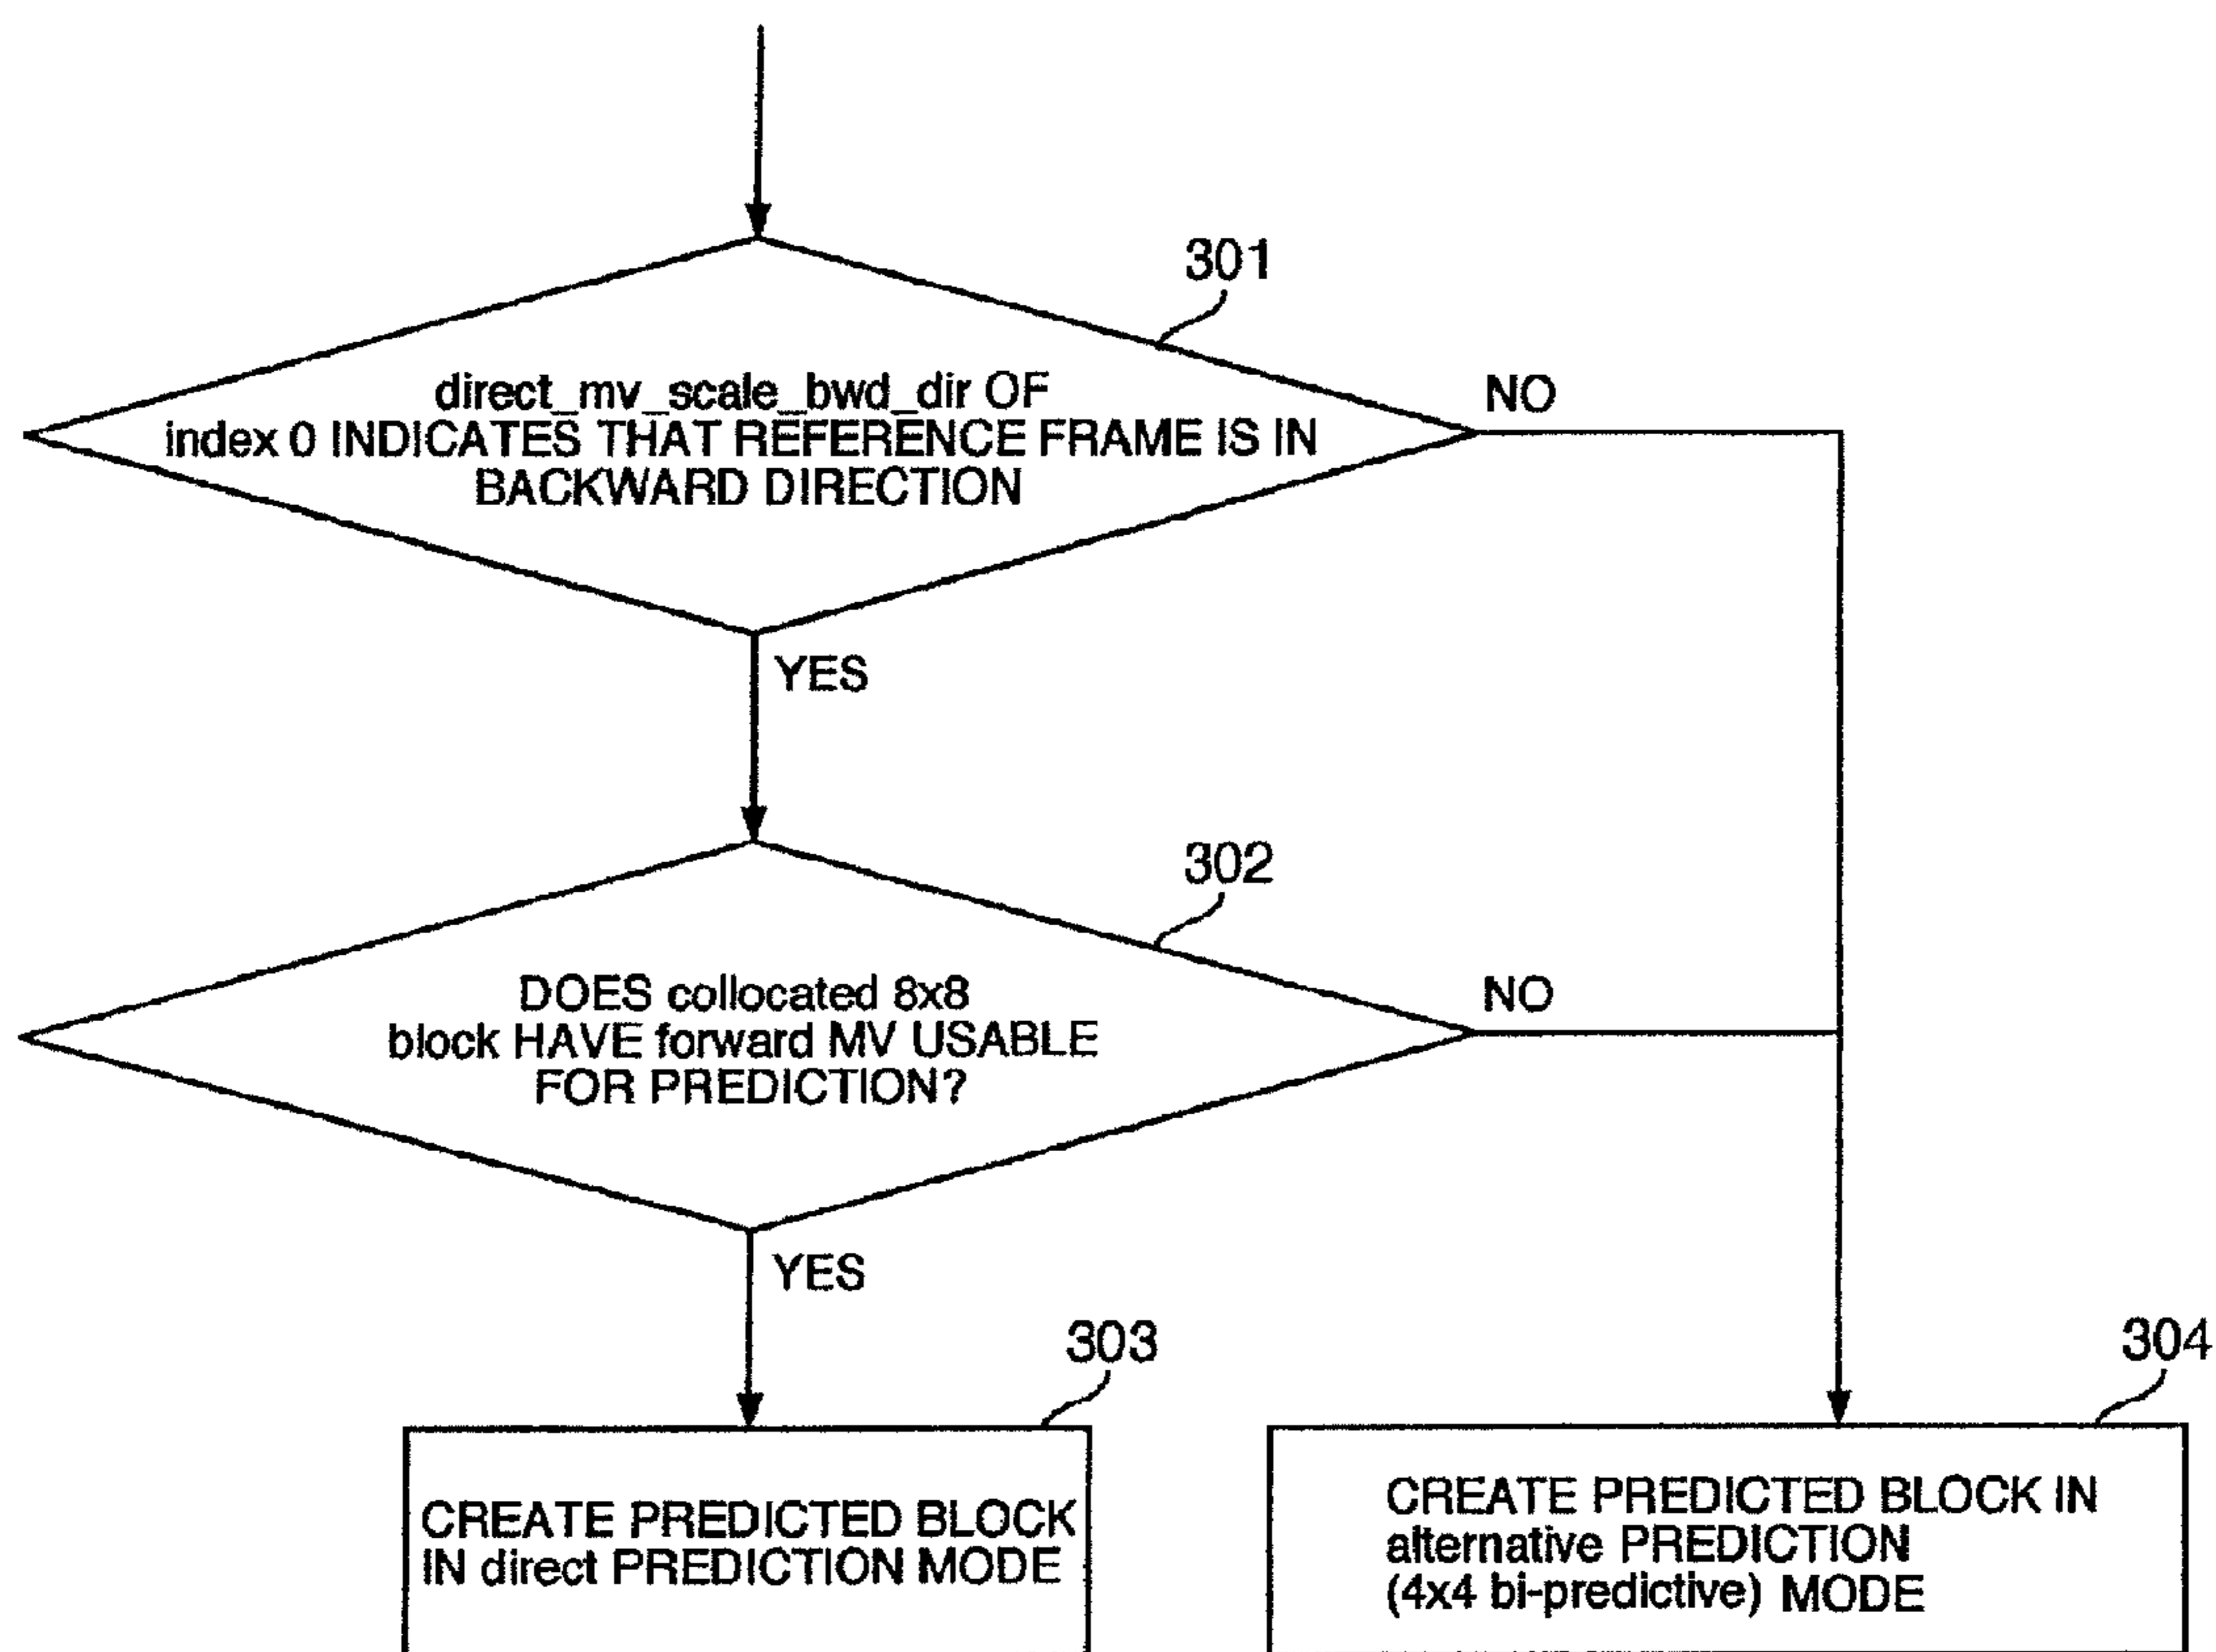 301
direct_mv_scale_bwd_dir OF
index 0 INDICATES THAT REFERENCE FRAME IS IN
BACKWARD DIRECTION
NO
YES
302
DOES collocated 8x8
block HAVE forward MV USABLE
FOR PREDICTION?
NO
YES
303
CREATE PREDICTED BLOCK
IN direct PREDICTION MODE
304
CREATE PREDICTED BLOCK IN
alternative PREDICTION
(4x4 bi-predictive) MODE